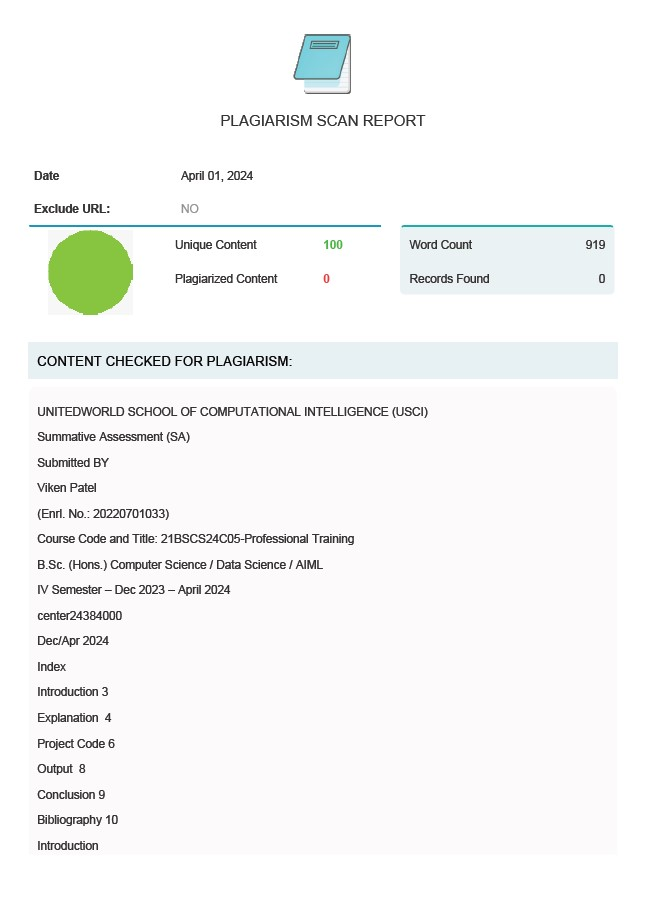 PLAGIARISM SCAN REPORT
Date April 01, 2024
Exclude URL: NO
Unique Content 100
Plagiarized Content 0
Word Count 919
Records Found 0
CONTENT CHECKED FOR PLAGIARISM:
UNITEDWORLD SCHOOL OF COMPUTATIONAL INTELLIGENCE (USCI)
Summative Assessment (SA)
Submitted BY
Viken Patel
(Enrl. No.: 20220701033)
Course Code and Title: 21BSCS24C05-Professional Training
B.Sc. (Hons.) Computer Science / Data Science / AIML
IV Semester – Dec 2023 – April 2024
center24384000
Dec/Apr 2024
Index
Introduction 3
Explanation 4
Project Code 6
Output 8
Conclusion 9
Bibliography 10
Introduction